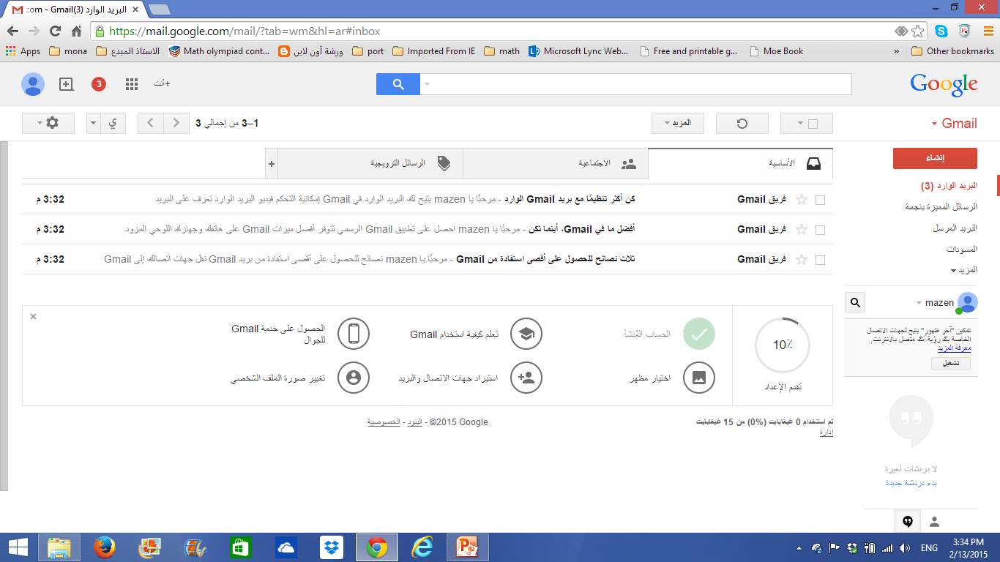 البريد الوارد (3) - com - Gmail
https://mail.google.com/mail/?tab=wm&hl=ar#inbox
Apps mona الاستاذ المبدع Math olympiad cont... ورشة أون لاين port Imported From IE math Microsoft Lync Web... Free and printable g... Moe Book » Other bookmarks
Google
+أنت
3
Gmail
المزيد
1–3 من إجمالي 3
ي
إنشاء
البريد الوارد (3)
الرسائل المميزة بنجمة
البريد المرسل
المسودات
المزيد
الأساسية
الاجتماعية
الرسائل الترويجية
+
فريق Gmail كن أكثر تنظيمًا مع بريد Gmail الوارد - مرحبًا يا mazen يتيح لك البريد الوارد في Gmail إمكانية التحكم فيديو البريد الوارد تعرف على البريد 3:32 م
فريق Gmail أفضل ما في Gmail، أينما تكن - مرحبًا يا mazen احصل على تطبيق Gmail الرسمي تتوفر أفضل ميزات Gmail على هاتفك وجهازك اللوحي المزود 3:32 م
فريق Gmail ثلاث نصائح للحصول على أقصى استفادة من Gmail - مرحبًا يا mazen نصائح للحصول على أقصى استفادة من بريد Gmail نقل جهات اتصالك إلى Gmail 3:32 م
mazen
تمكين "آخر ظهور" يتيح لجهات الاتصال
الخاصة بك رؤية أنك متصل بالانترنت.
معرفة المزيد
تشغيل
لا دردشات أخيرة
بدء دردشة جديدة
10٪
تقدم الإعداد
الحساب المُنشأ
تعلم كيفية استخدام Gmail
الحصول على خدمة Gmail
للجوال
اختيار مظهر
استيراد جهات الاتصال والبريد
تغيير صورة الملف الشخصي
تم استخدام 0 غيغابايت (0%) من 15 غيغابايت
إدارة
©2015 Google - البنود - الخصوصية
ENG
3:34 PM
2/13/2015